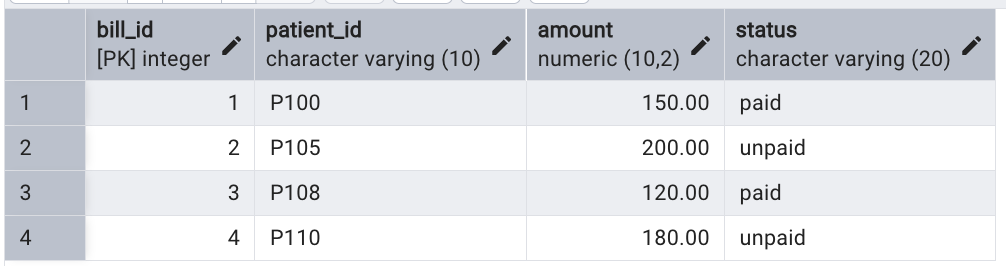 bill_id patient_id amount status
[PK] integer character varying (10) numeric (10,2) character varying (20)
1 1 P100 150.00 paid
2 2 P105 200.00 unpaid
3 3 P108 120.00 paid
4 4 P110 180.00 unpaid